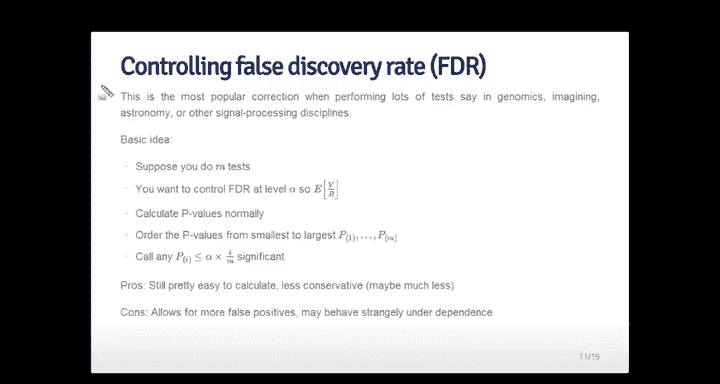 Controlling false discovery rate (FDR)
This is the most popular correction when performing lots of tests say in genomics, imagining,
astronomy, or other signal-processing disciplines.
Basic idea:
· Suppose you do m tests
· You want to control FDR at level α so E[V/R]
· Calculate P-values normally
· Order the P-values from smallest to largest P(1), . . . , P(m)
· Call any P(i) ≤ α × i/m significant
Pros: Still pretty easy to calculate, less conservative (maybe much less)
Cons: Allows for more false positives, may behave strangely under dependence
11/19